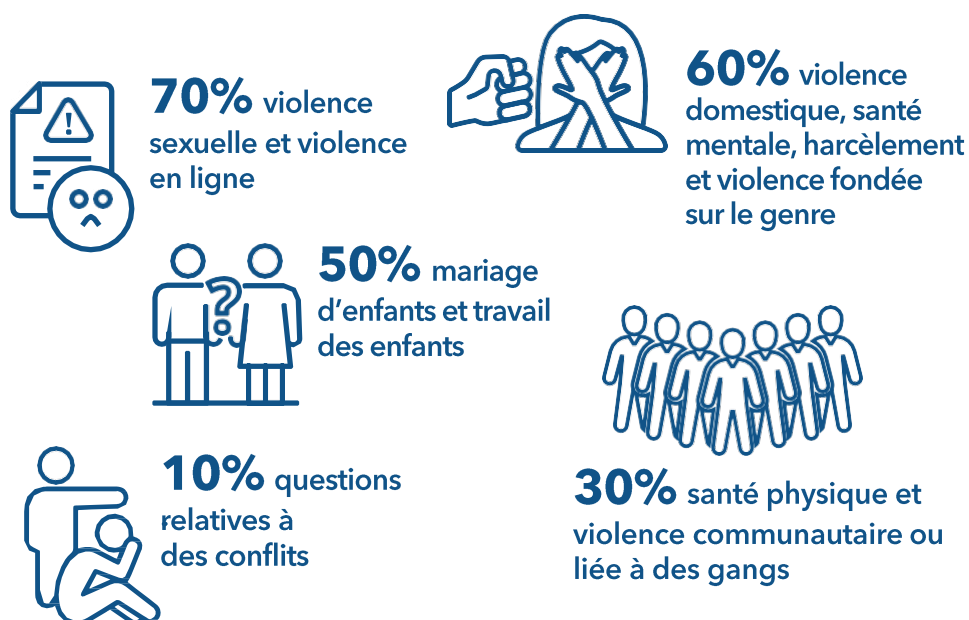 70% violence
sexuelle et violence
en ligne
60% violence
domestique, santé
mentale, harcèlement
et violence fondée
sur le genre
50% mariage
d’enfants et travail
des enfants
10% questions
relatives à
des conflits
30% santé physique et
violence communautaire ou
liée à des gangs